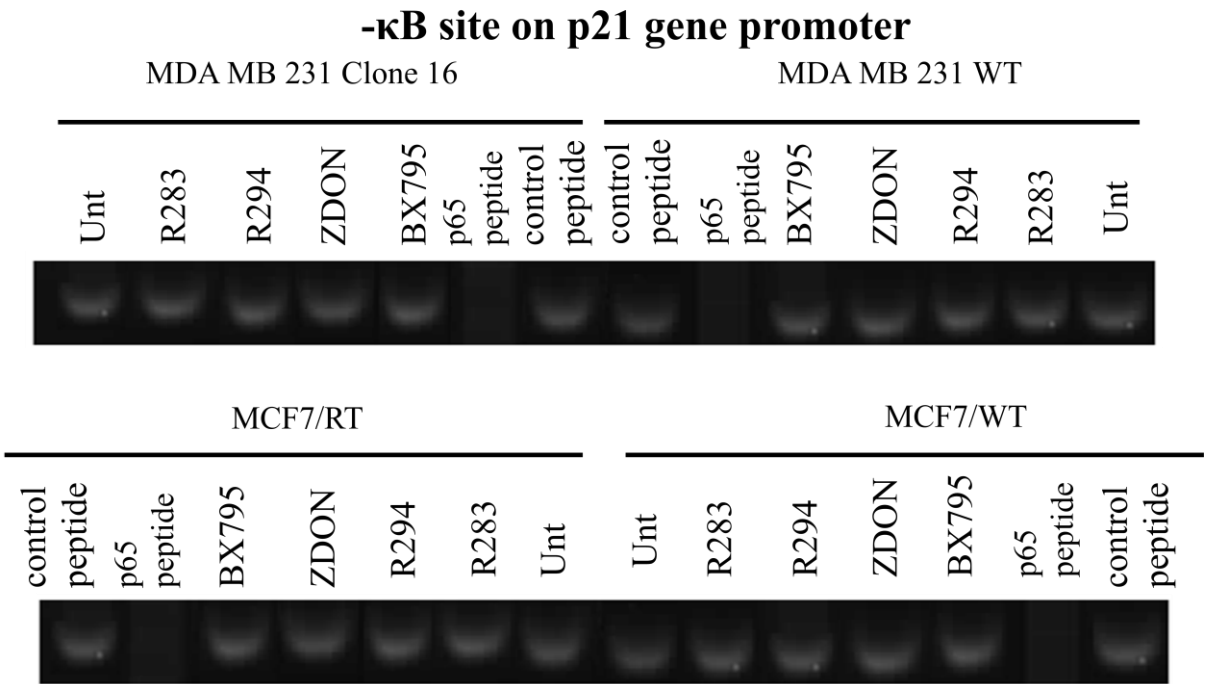 -κB site on p21 gene promoter
MDA MB 231 Clone 16
MDA MB 231 WT
Unt
R283
R294
ZDON
BX795
p65
peptide
control
peptide
control
peptide
p65
peptide
BX795
ZDON
R294
R283
Unt
MCF7/RT
MCF7/WT
control
peptide
p65
peptide
BX795
ZDON
R294
R283
Unt
Unt
R283
R294
ZDON
BX795
p65
peptide
control
peptide